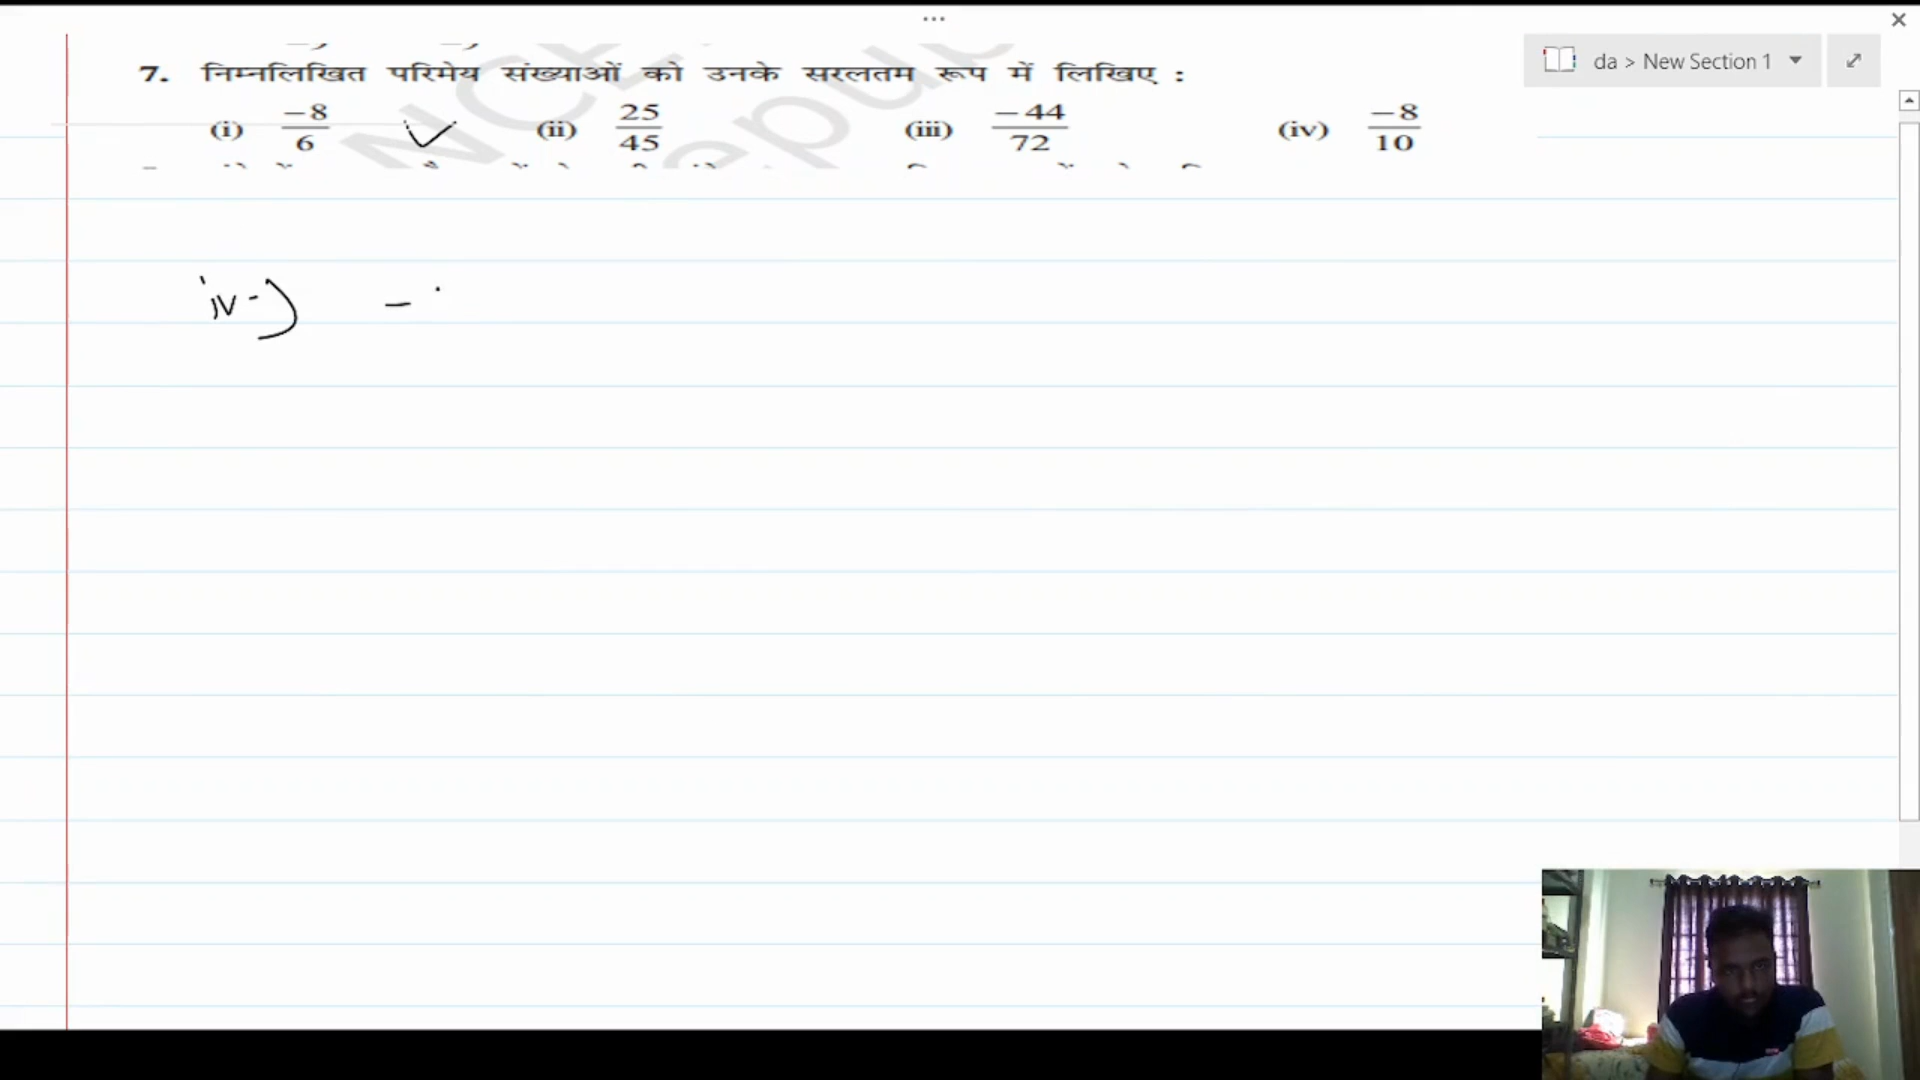 ...
da > New Section 1
7. निम्नलिखित परिमेय संख्याओं को उनके सरलतम रूप में लिखिए :
(i) -8/6 (ii) 25/45 (iii) -44/72 (iv) -8/10
iv-) -